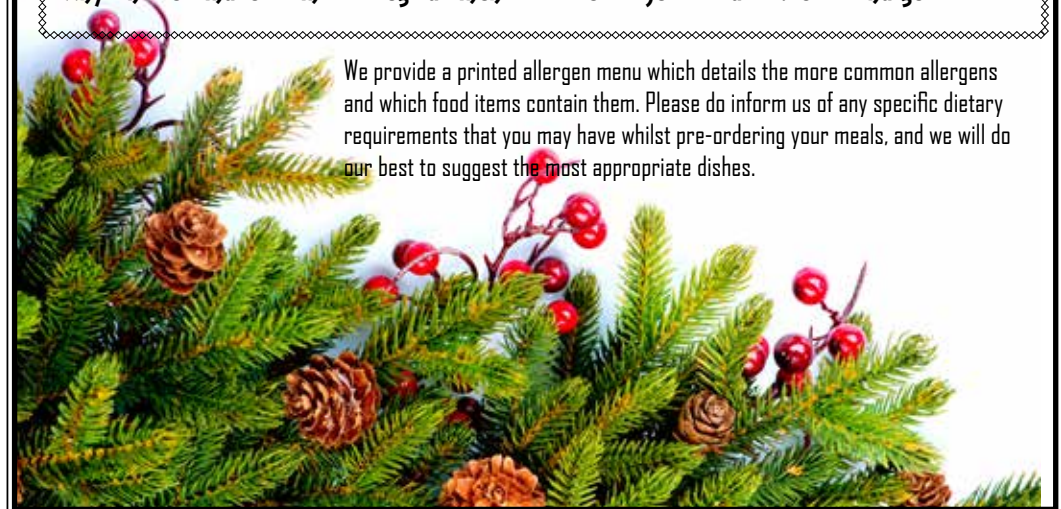 We provide a printed allergen menu which details the more common allergens
and which food items contain them. Please do inform us of any specific dietary
requirements that you may have whilst pre-ordering your meals, and we will do
our best to suggest the most appropriate dishes.